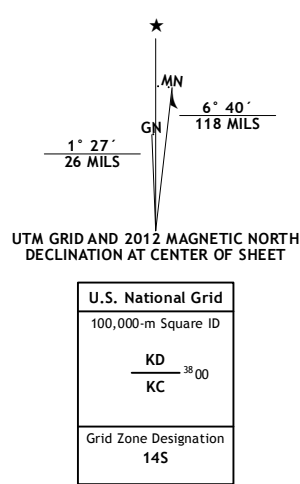 MN
GN
6° 40´
118 MILS
1° 27´
26 MILS
UTM GRID AND 2012 MAGNETIC NORTH
DECLINATION AT CENTER OF SHEET
U.S. National Grid
100,000-m Square ID
KD
3800
KC
Grid Zone Designation
14S